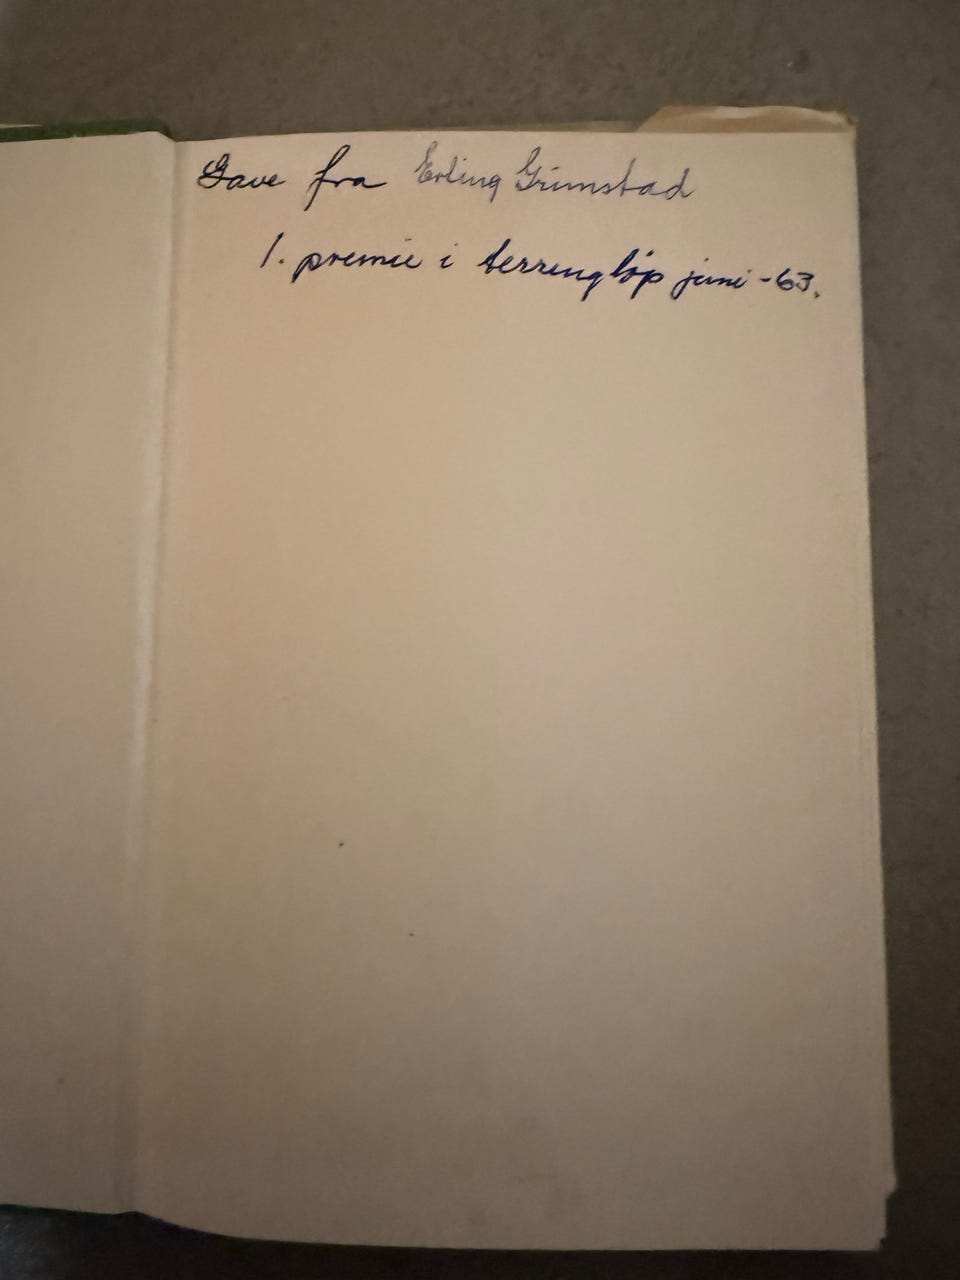 Gave fra Erling Grimstad
1. premie i terrengløp juni -63.